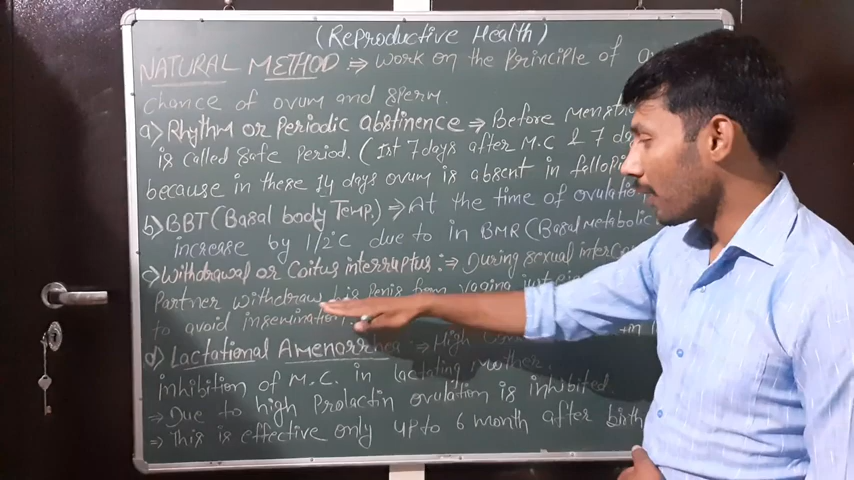 (Reproductive Health)
NATURAL METHOD ⇒ Work on the Principle of
chance of ovum and sperm.
a) Rhythm or Periodic abstinence ⇒ Before
is called safe Period. (Ist 7 days after M.C & 7
because in these 14 days ovum is absent in
b) BBT (Basal body Temp.) ⇒ At the time of
increase by 1/2°C due to in BMR (Basal Metabolic
c) Withdrawal or Coitus interruptus :⇒ During sexual
Partner withdraw his Penis from vagina
to avoid insemination
d) Lactational Amenorrhea ⇒ High
inhibition of M.C. in lactating Mother.
⇒ Due to high Prolactin ovulation is inhibited
⇒ This is effective only upto 6 month after birth